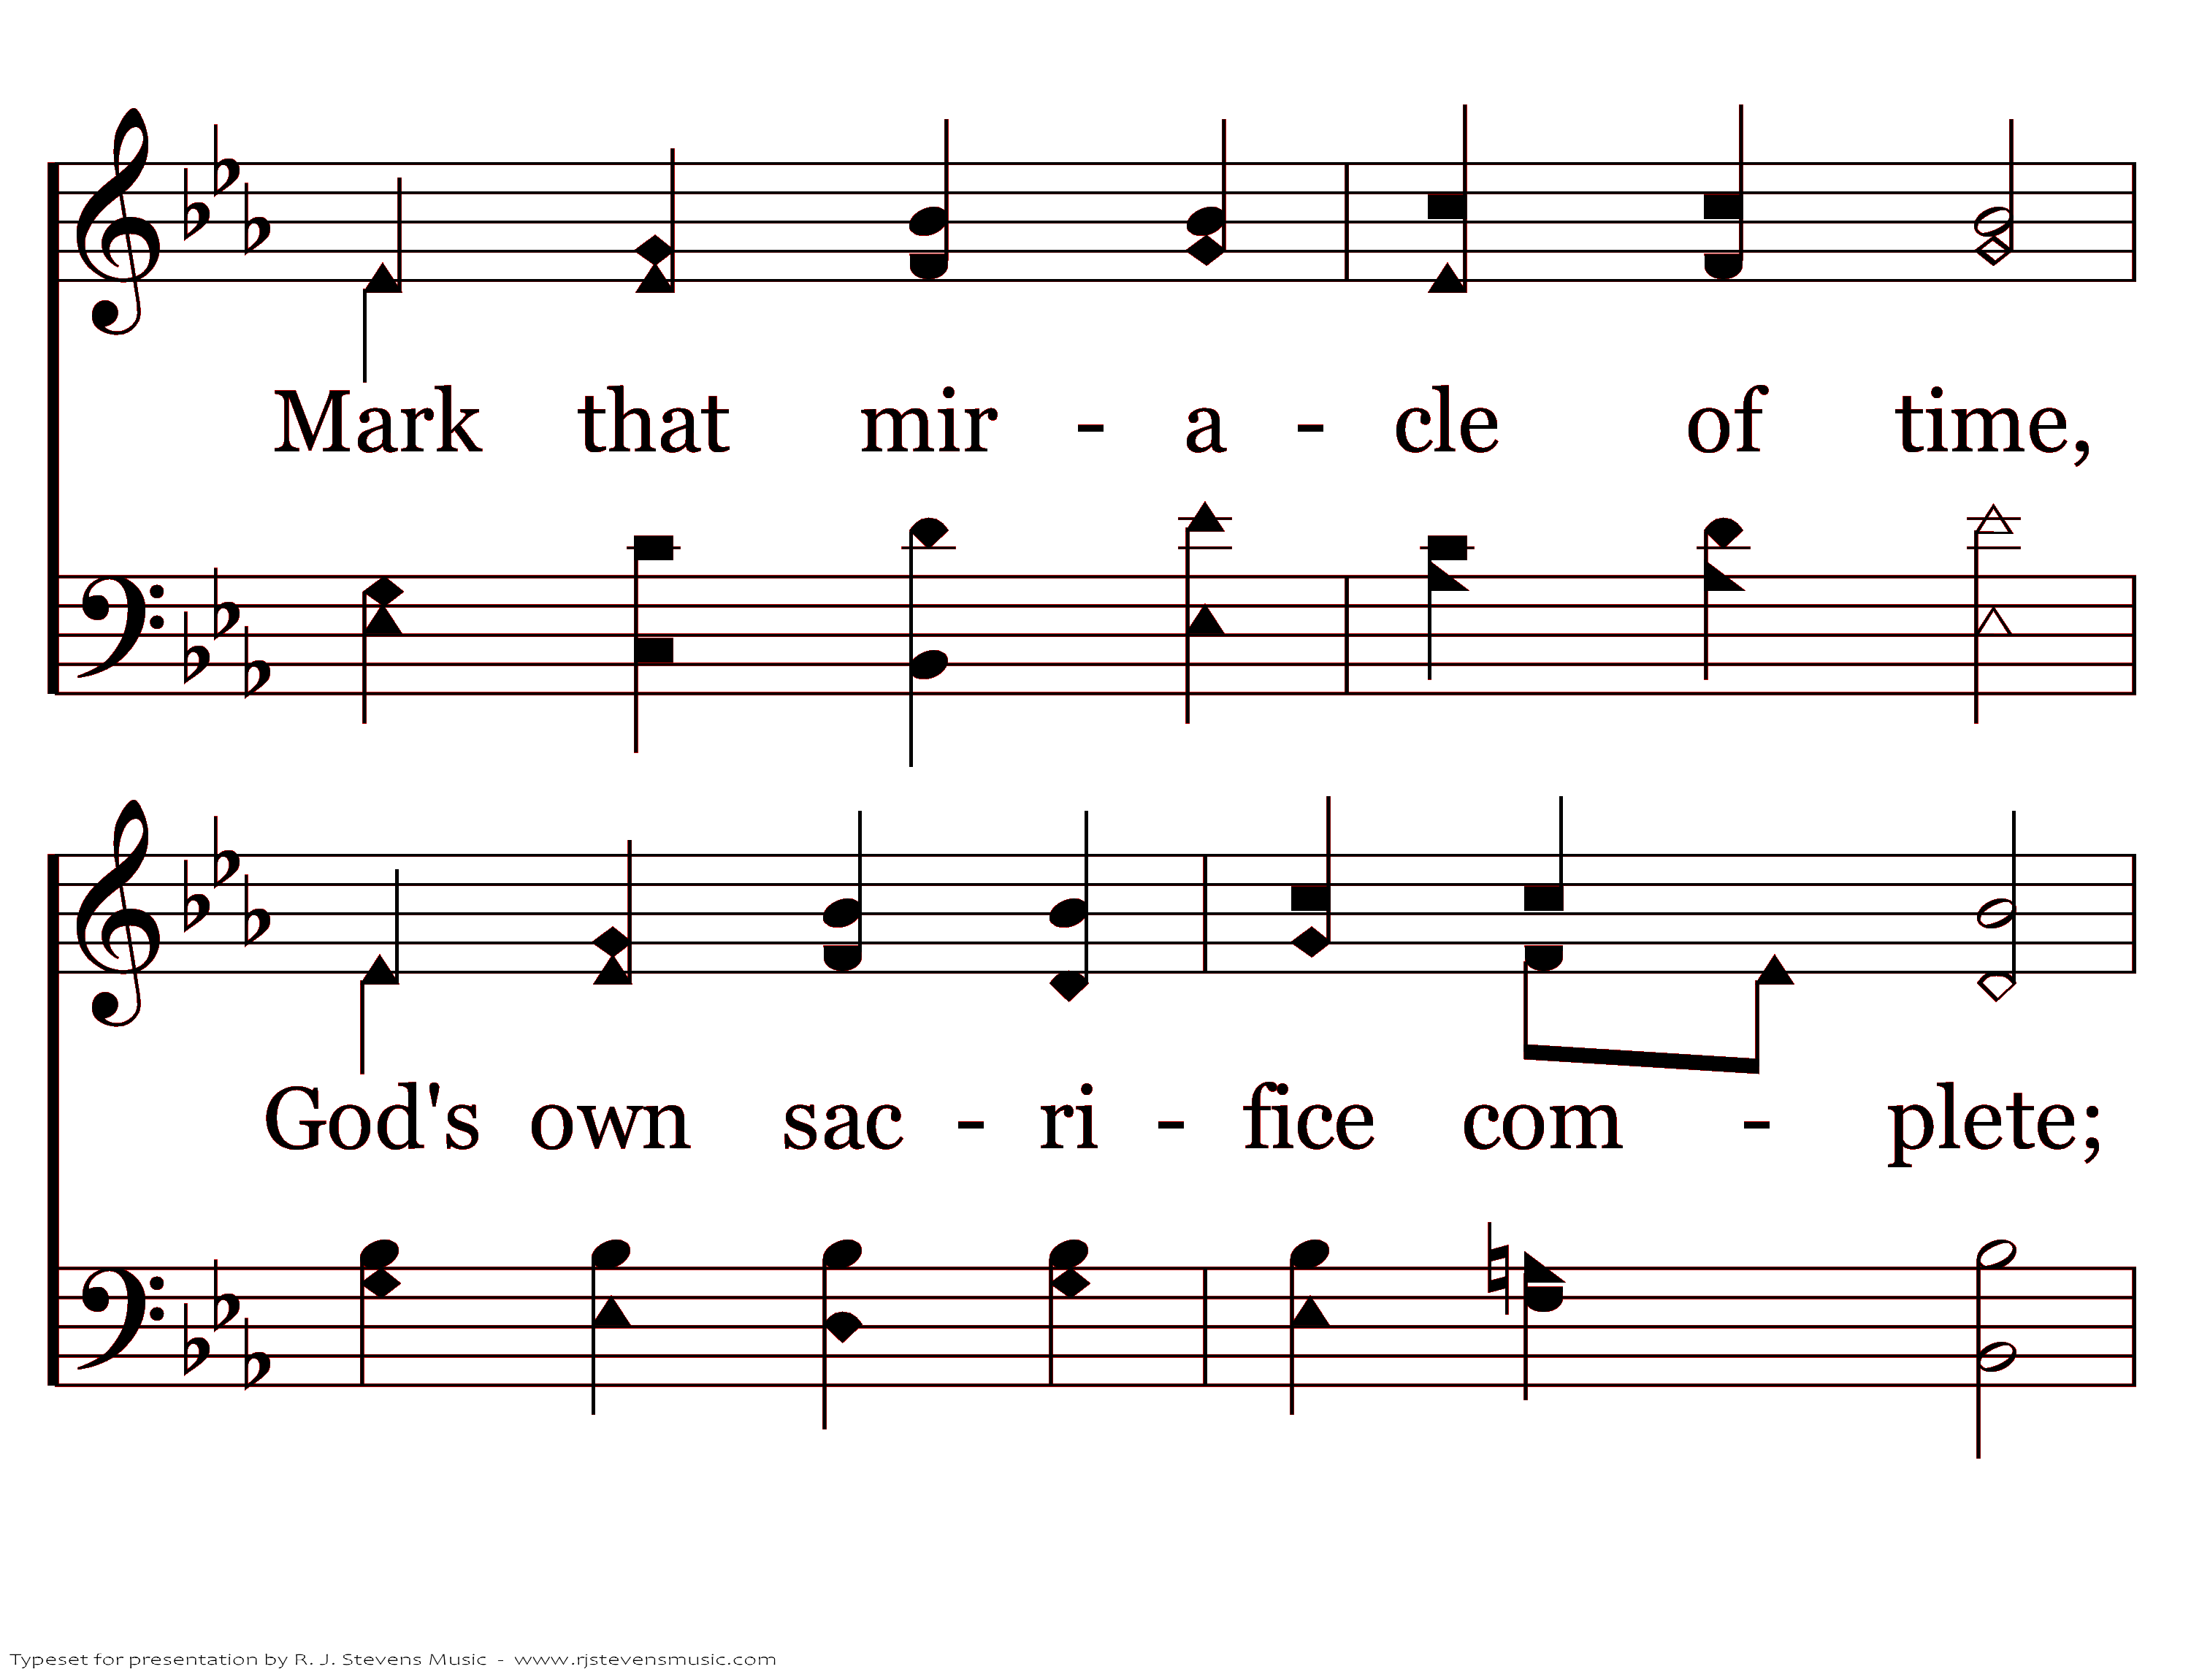 Mark that mir - a - cle of time,
God's own sac - ri - fice com - plete;
Typeset for presentation by R. J. Stevens Music - www.rjstevensmusic.com